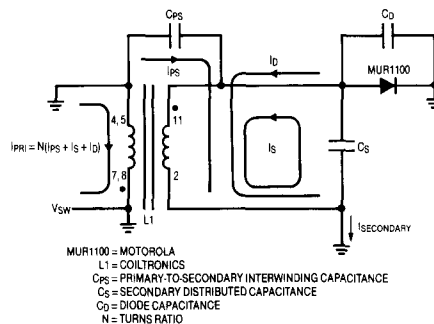 CPS
CD
IPS
ID
MUR1100
4, 5
11
IPRI = N(IPS + IS + ID)
IS
CS
7, 8
2
VSW
L1
ISECONDARY
MUR1100 = MOTOROLA
L1 = COILTRONICS
CPS = PRIMARY-TO-SECONDARY INTERWINDING CAPACITANCE
CS = SECONDARY DISTRIBUTED CAPACITANCE
CD = DIODE CAPACITANCE
N = TURNS RATIO